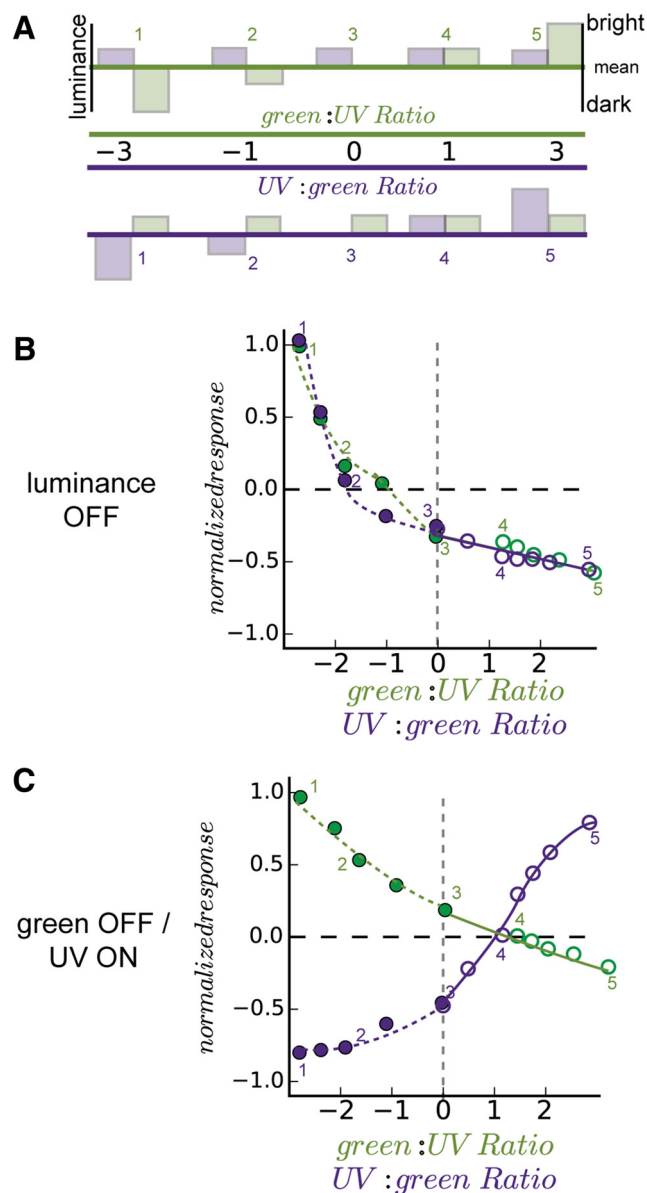 A
luminance
1 2 3 4 5
bright
mean
dark
green:UV Ratio
−3 −1 0 1 3
UV:green Ratio
1 2 3 4 5
B
luminance
OFF
normalizedresponse
1.0
0.5
0.0
−0.5
−1.0
1
1
2
2
3
3
4
4
5
5
−2 −1 0 1 2
green:UV Ratio
UV:green Ratio
C
green OFF /
UV ON
normalizedresponse
1.0
0.5
0.0
−0.5
−1.0
1
2
3
4
5
1
2
3
4
5
−2 −1 0 1 2
green:UV Ratio
UV:green Ratio